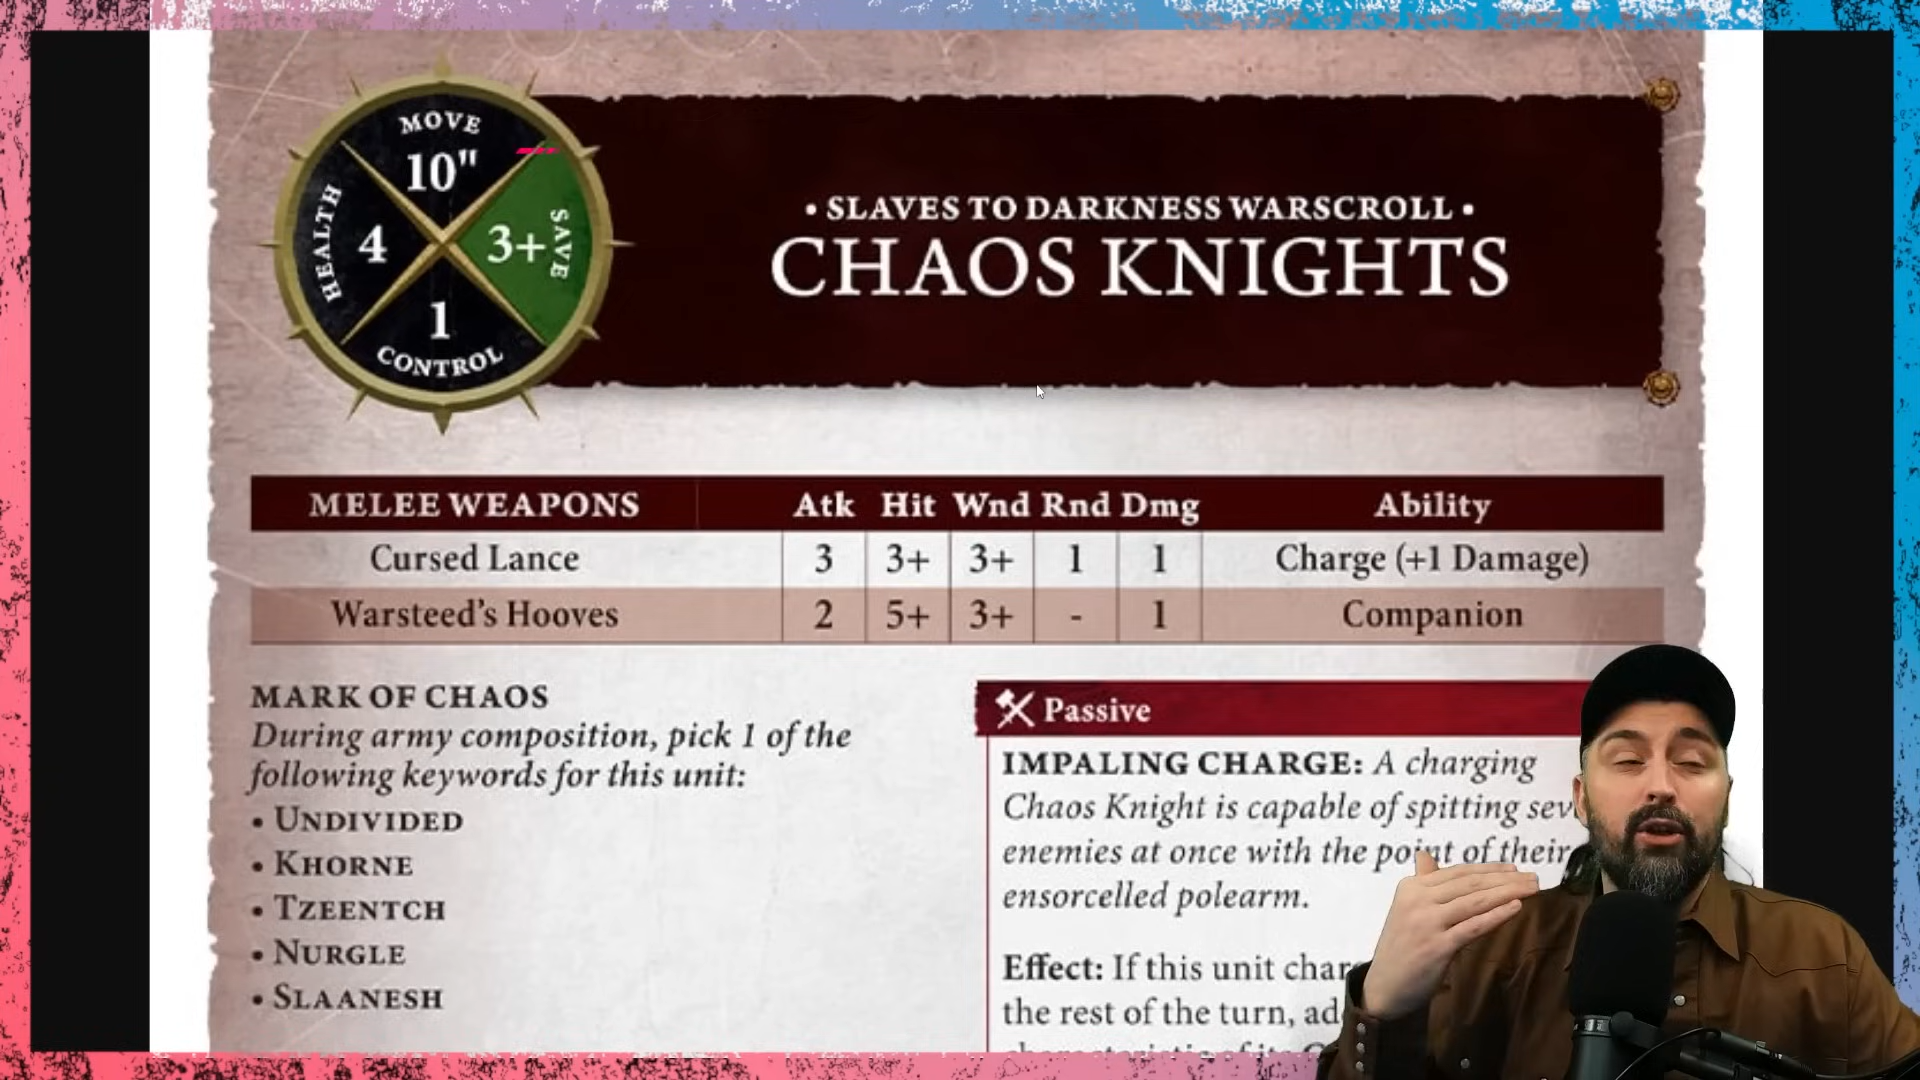 MOVE
10"
HEALTH
4
3+
SAVE
1
CONTROL
• SLAVES TO DARKNESS WARSCROLL •
CHAOS KNIGHTS
MELEE WEAPONS Atk Hit Wnd Rnd Dmg Ability
Cursed Lance 3 3+ 3+ 1 1 Charge (+1 Damage)
Warsteed's Hooves 2 5+ 3+ - 1 Companion
MARK OF CHAOS
During army composition, pick 1 of the
following keywords for this unit:
• UNDIVIDED
• KHORNE
• TZEENTCH
• NURGLE
• SLAANESH
Passive
IMPALING CHARGE: A charging
Chaos Knight is capable of spitting
enemies at once with the point of their
ensorcelled polearm.
Effect: If this unit
the rest of the turn,